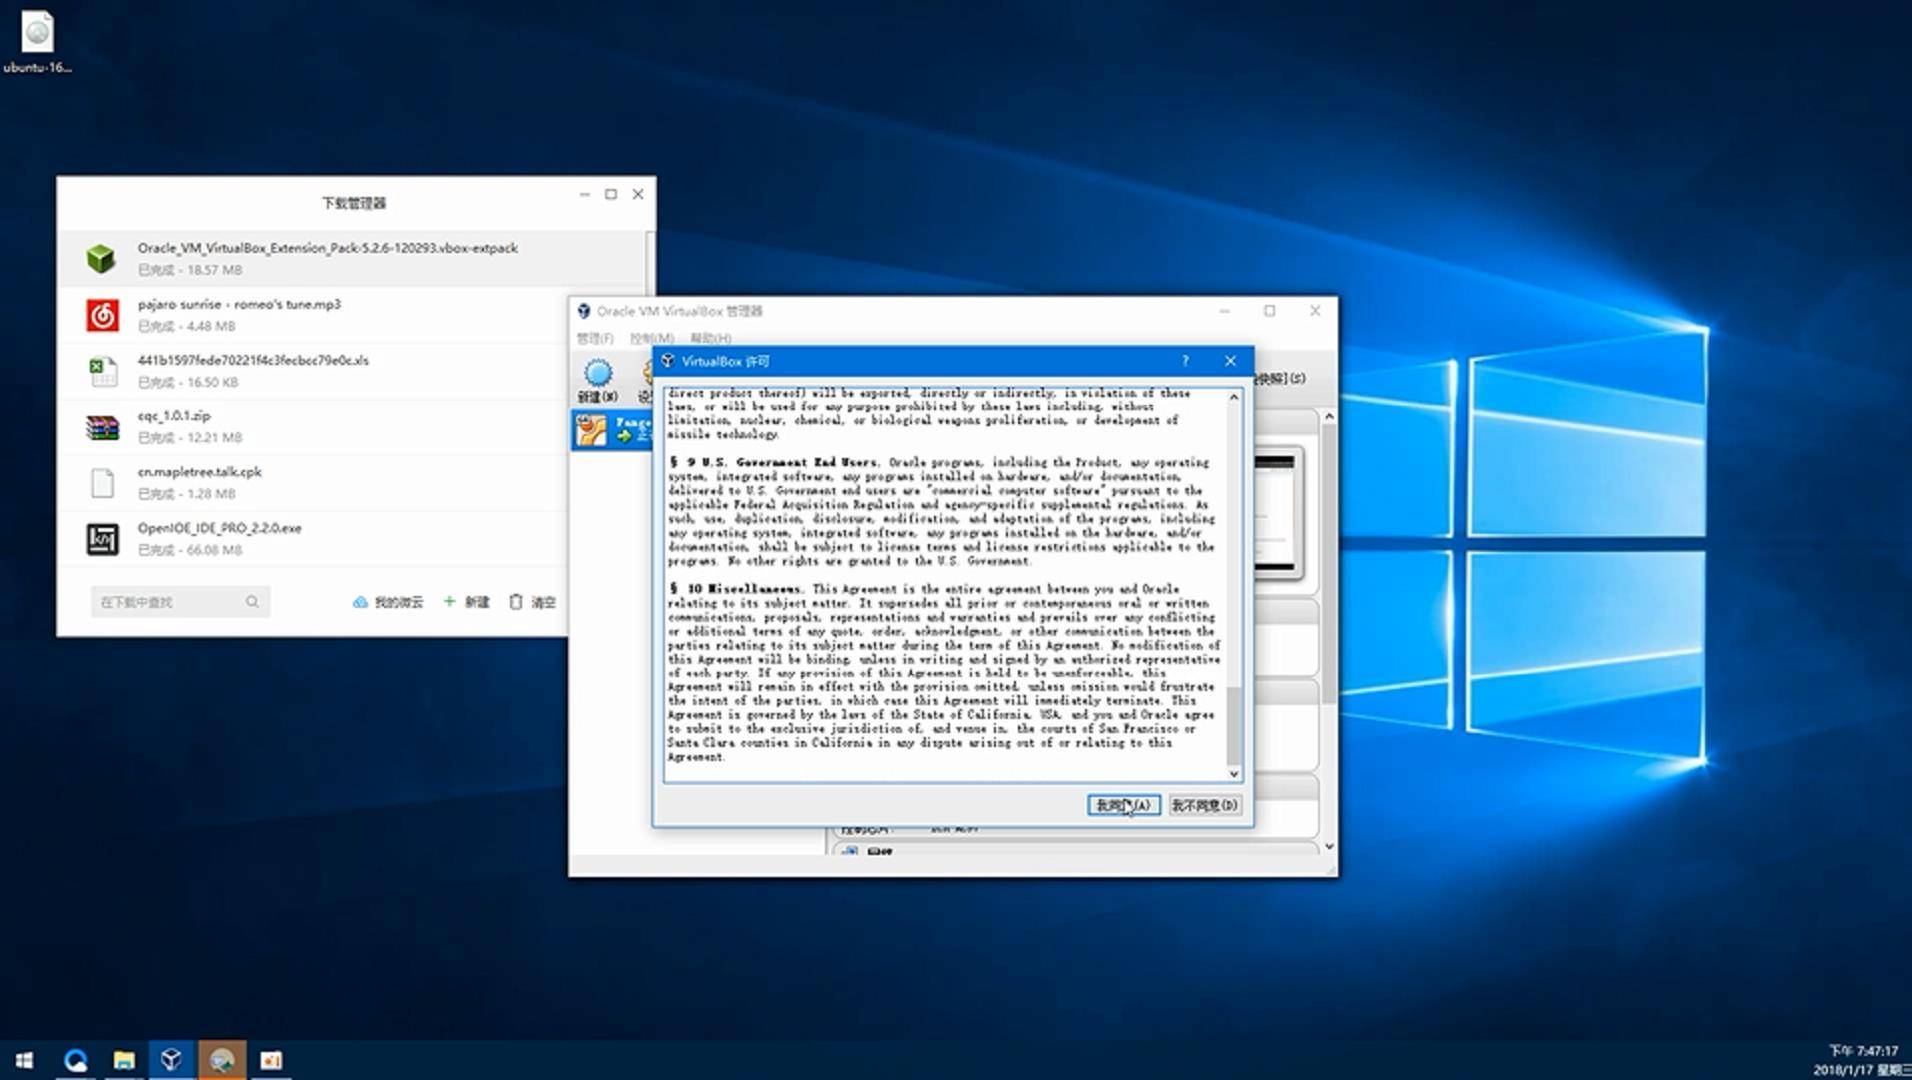 ubuntu-16...
下载管理器
Oracle_VM_VirtualBox_Extension_Pack-5.2.6-120293.vbox-extpack
已完成 - 18.57 MB
pajaro sunrise - romeo's tune.mp3
已完成 - 4.48 MB
441b1597fede70221f4c3fecbcc79e0c.xls
已完成 - 16.50 KB
cqc_1.0.1.zip
已完成 - 12.21 MB
cn.mapletree.talk.cpk
已完成 - 1.28 MB
OpenIOE_IDE_PRO_2.2.0.exe
已完成 - 66.08 MB
在下载中查找
我的微云
新建
清空
Oracle VM VirtualBox 管理器
管理(F) 控制(M) 帮助(H)
新建(N)
快照](S)
VirtualBox 许可
direct product thereof) will be exported, directly or indirectly, in violation of these
laws, or will be used for any purpose prohibited by these laws including, without
limitation, nuclear, chemical, or biological weapons proliferation, or development of
missile technology.
§ 9 U.S. Government End Users. Oracle programs, including the Product, any operating
system, integrated software, any programs installed on hardware, and/or documentation,
delivered to U.S. Government end users are "commercial computer software" pursuant to the
applicable Federal Acquisition Regulation and agency-specific supplemental regulations. As
such, use, duplication, disclosure, modification, and adaptation of the programs, including
any operating system, integrated software, any programs installed on the hardware, and/or
documentation, shall be subject to license terms and license restrictions applicable to the
programs. No other rights are granted to the U.S. Government.
§ 10 Miscellaneous. This Agreement is the entire agreement between you and Oracle
relating to its subject matter. It supersedes all prior or contemporaneous oral or written
communications, proposals, representations and warranties and prevails over any conflicting
or additional terms of any quote, order, acknowledgment, or other communication between the
parties relating to its subject matter during the term of this Agreement. No modification of
this Agreement will be binding, unless in writing and signed by an authorized representative
of each party. If any provision of this Agreement is held to be unenforceable, this
Agreement will remain in effect with the provision omitted, unless omission would frustrate
the intent of the parties, in which case this Agreement will immediately terminate. This
Agreement is governed by the laws of the State of California, USA, and you and Oracle agree
to submit to the exclusive jurisdiction of, and venue in, the courts of San Francisco or
Santa Clara counties in California in any dispute arising out of or relating to this
Agreement.
我同意(A)
我不同意(D)
下午 7:47:17
2018/1/17 星期三